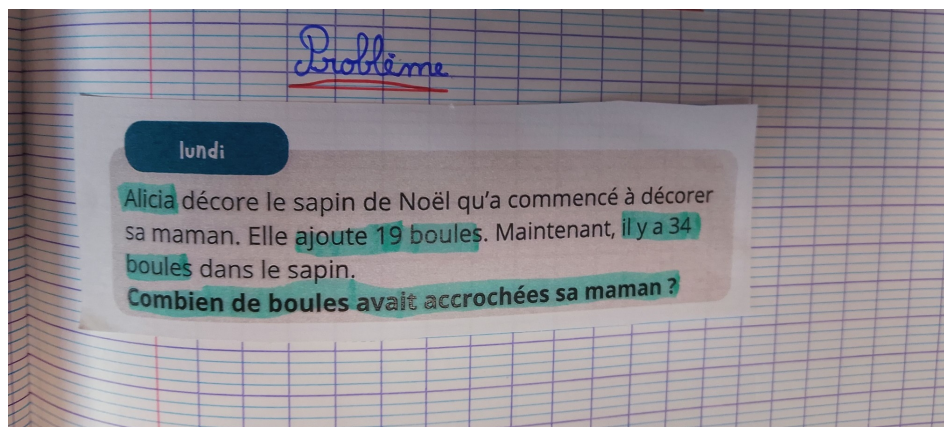 Problème
lundi
Alicia décore le sapin de Noël qu'a commencé à décorer
sa maman. Elle ajoute 19 boules. Maintenant, il y a 34
boules dans le sapin.
Combien de boules avait accrochées sa maman ?